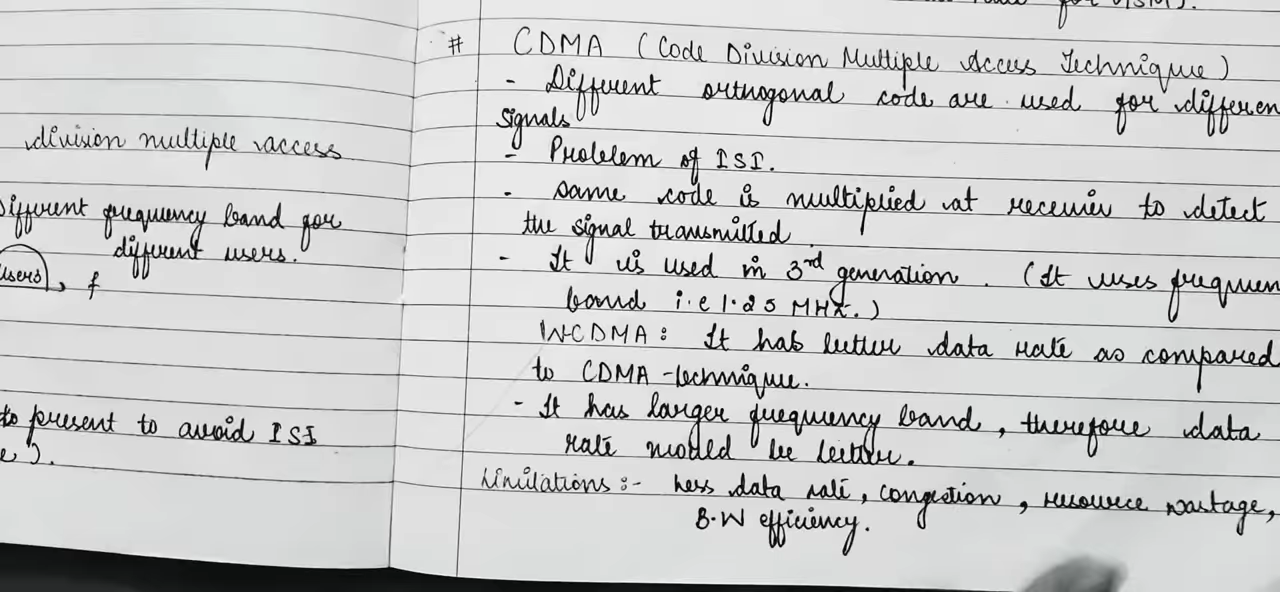 division multiple access
Different frequency band for
different users.
users), f
to present to avoid ISI
e).
for GSM).
# CDMA (Code Division Multiple Access Technique)
- Different orthogonal code are used for differen
signals
- Problem of ISI.
- same code is multiplied at receiver to detect
the signal transmitted.
- It is used in 3rd generation. (It uses frequen
band i.e 1.25 MHz.)
WCDMA: It has better data rate as compared
to CDMA technique.
- It has larger frequency band, therefore data
rate would be better.
Limitations :- Less data rate, congestion, resource wastage,
B.W efficiency.